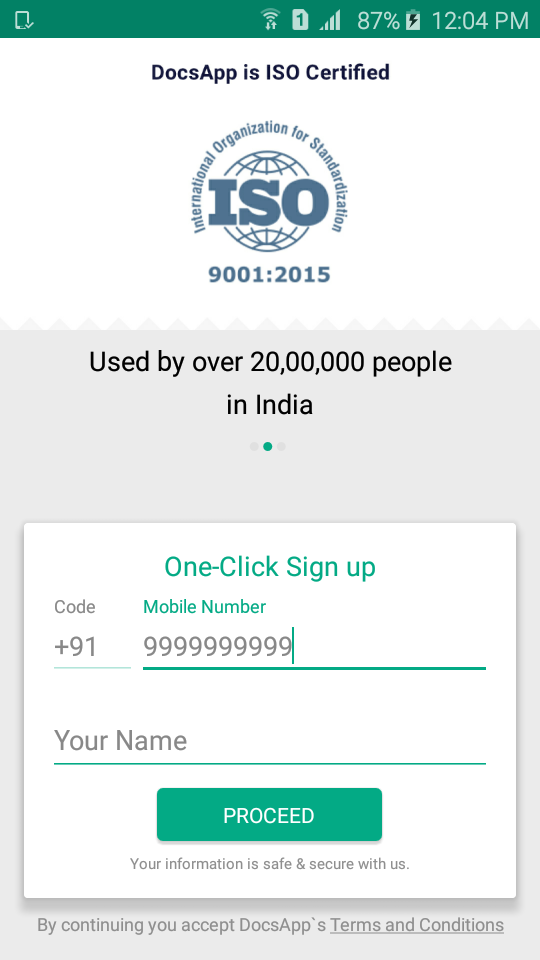 1 87% 12:04 PM
DocsApp is ISO Certified
International Organization for Standardization
ISO
9001:2015
Used by over 20,00,000 people
in India
One-Click Sign up
Code Mobile Number
+91 9999999999
Your Name
PROCEED
Your information is safe & secure with us.
By continuing you accept DocsApp`s Terms and Conditions